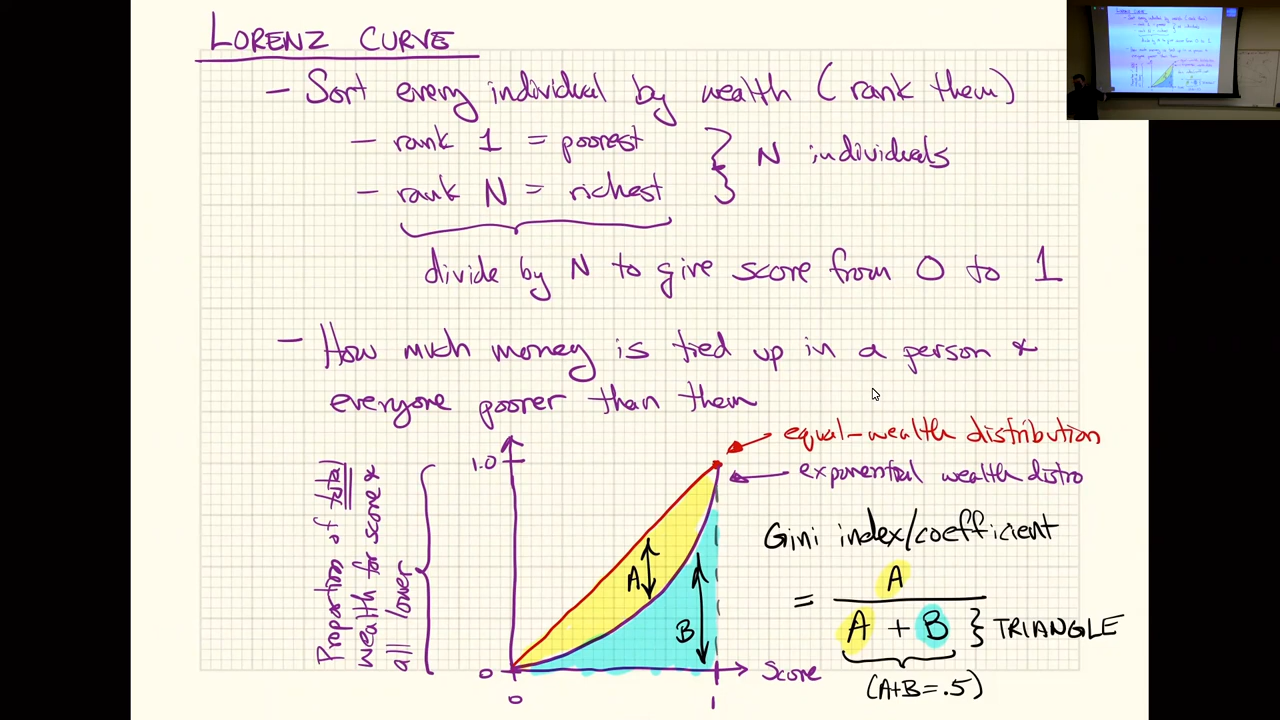 LORENZ CURVE
- Sort every individual by wealth (rank them)
- rank 1 = poorest
- rank N = richest
} N individuals
divide by N to give score from 0 to 1
- How much money is tied up in a person &
everyone poorer than them
equal-wealth distribution
exponential wealth distro
Proportion of total
wealth for score &
all lower
1.0
0
0
1
Score
A
B
Gini index/coefficient
= A
A + B } TRIANGLE
(A+B=.5)